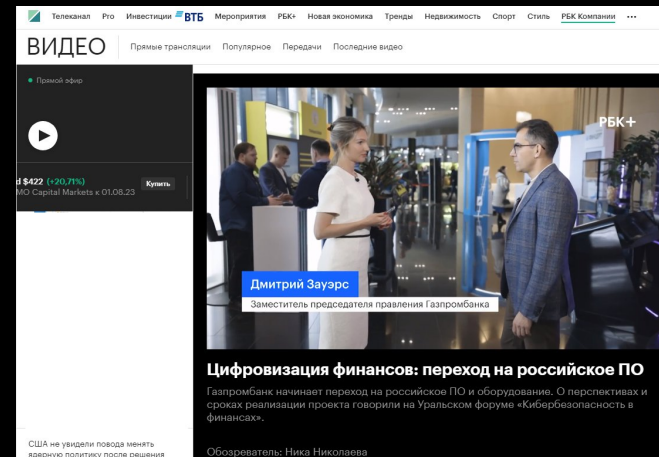 Телеканал Pro Инвестиции ВТБ Мероприятия РБК+ Новая экономика Тренды Недвижимость Спорт Стиль РБК Компании ...
ВИДЕО
Прямые трансляции Популярное Передачи Последние видео
Прямой эфир
d $422 (+20,71%)
MO Capital Markets к 01.08.23
Купить
РБК+
Дмитрий Зауэрс
Заместитель председателя правления Газпромбанка
Цифровизация финансов: переход на российское ПО
Газпромбанк начинает переход на российское ПО и оборудование. О перспективах и
сроках реализации проекта говорили на Уральском форуме «Кибербезопасность в
финансах».
Обозреватель: Ника Николаева
США не увидели повода менять
ядерную политику после решения